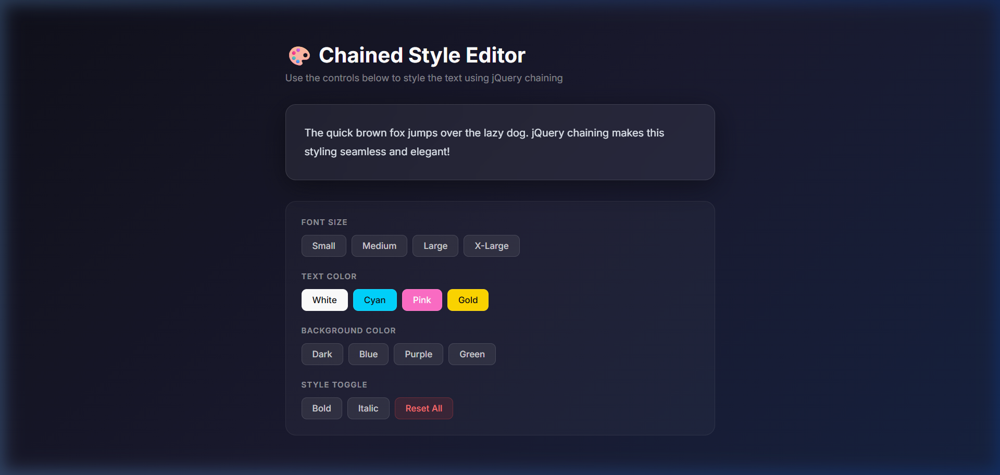 Chained Style Editor
Use the controls below to style the text using jQuery chaining
The quick brown fox jumps over the lazy dog. jQuery chaining makes this
styling seamless and elegant!
FONT SIZE
Small Medium Large X-Large
TEXT COLOR
White Cyan Pink Gold
BACKGROUND COLOR
Dark Blue Purple Green
STYLE TOGGLE
Bold Italic Reset All